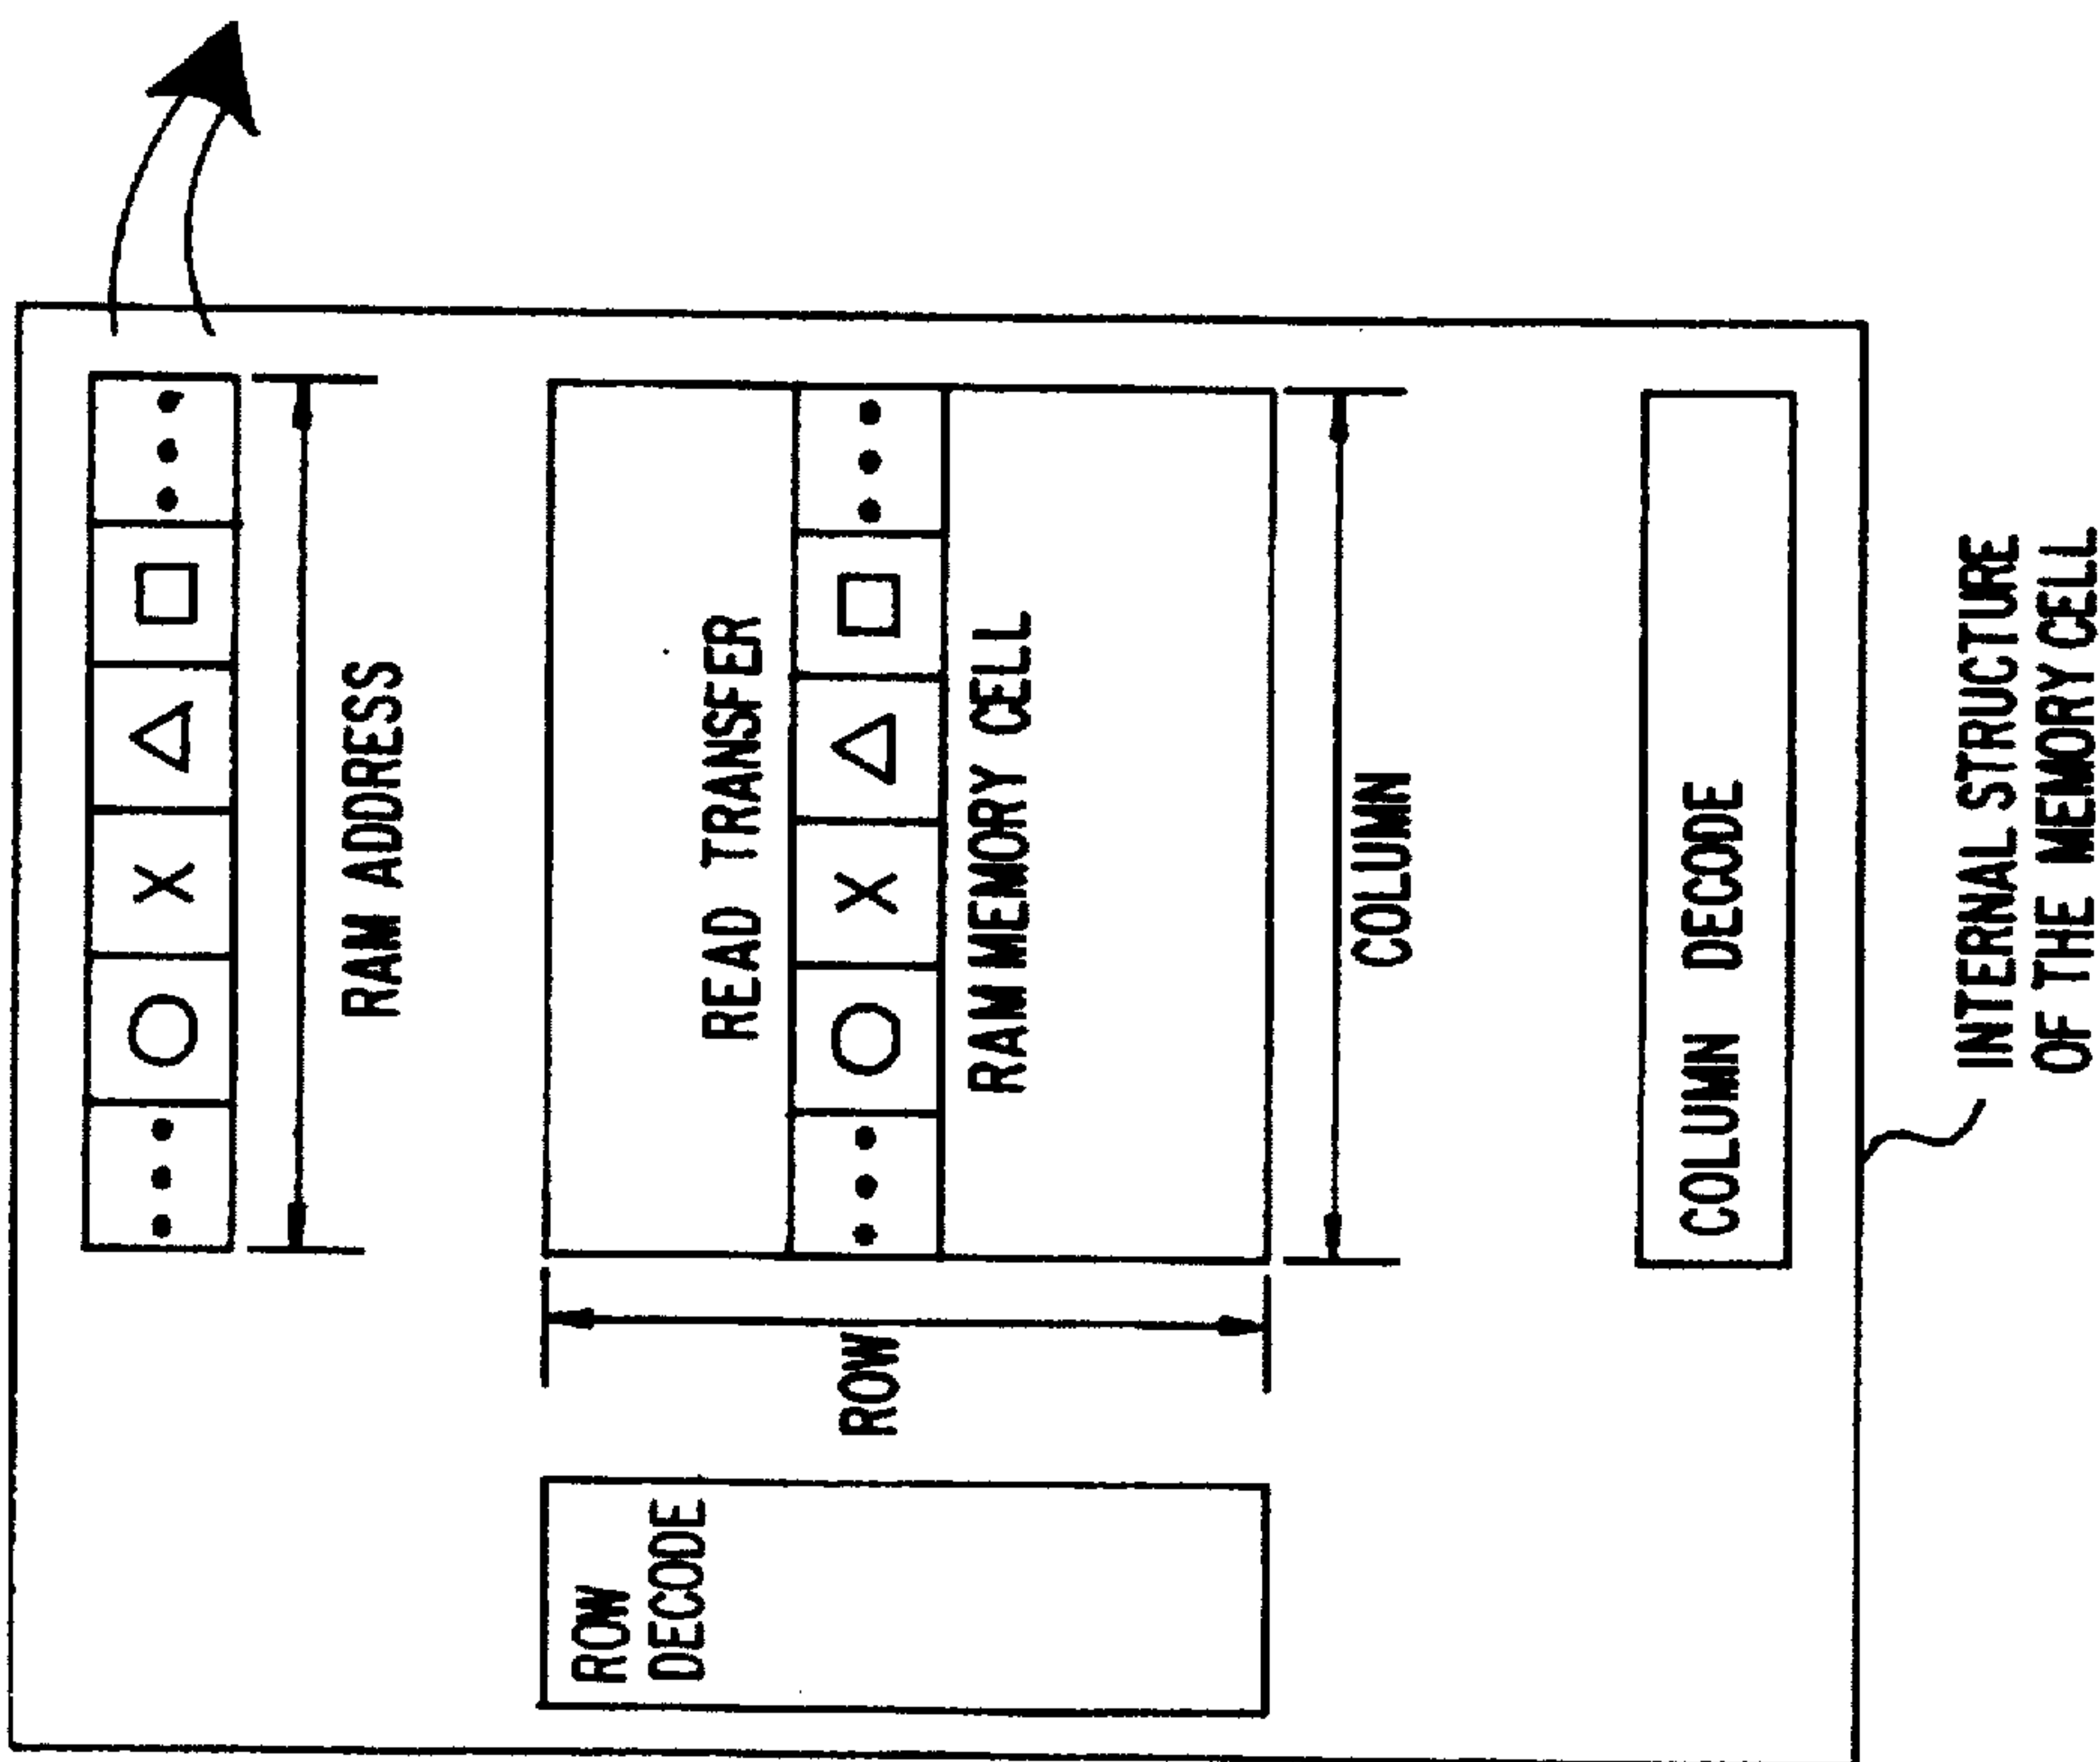 RAM ADDRESS
READ TRANSFER
RAM MEMORY CELL
ROW
COLUMN
ROW
DECODE
COLUMN DECODE
INTERNAL STRUCTURE
OF THE MEMORY CELL